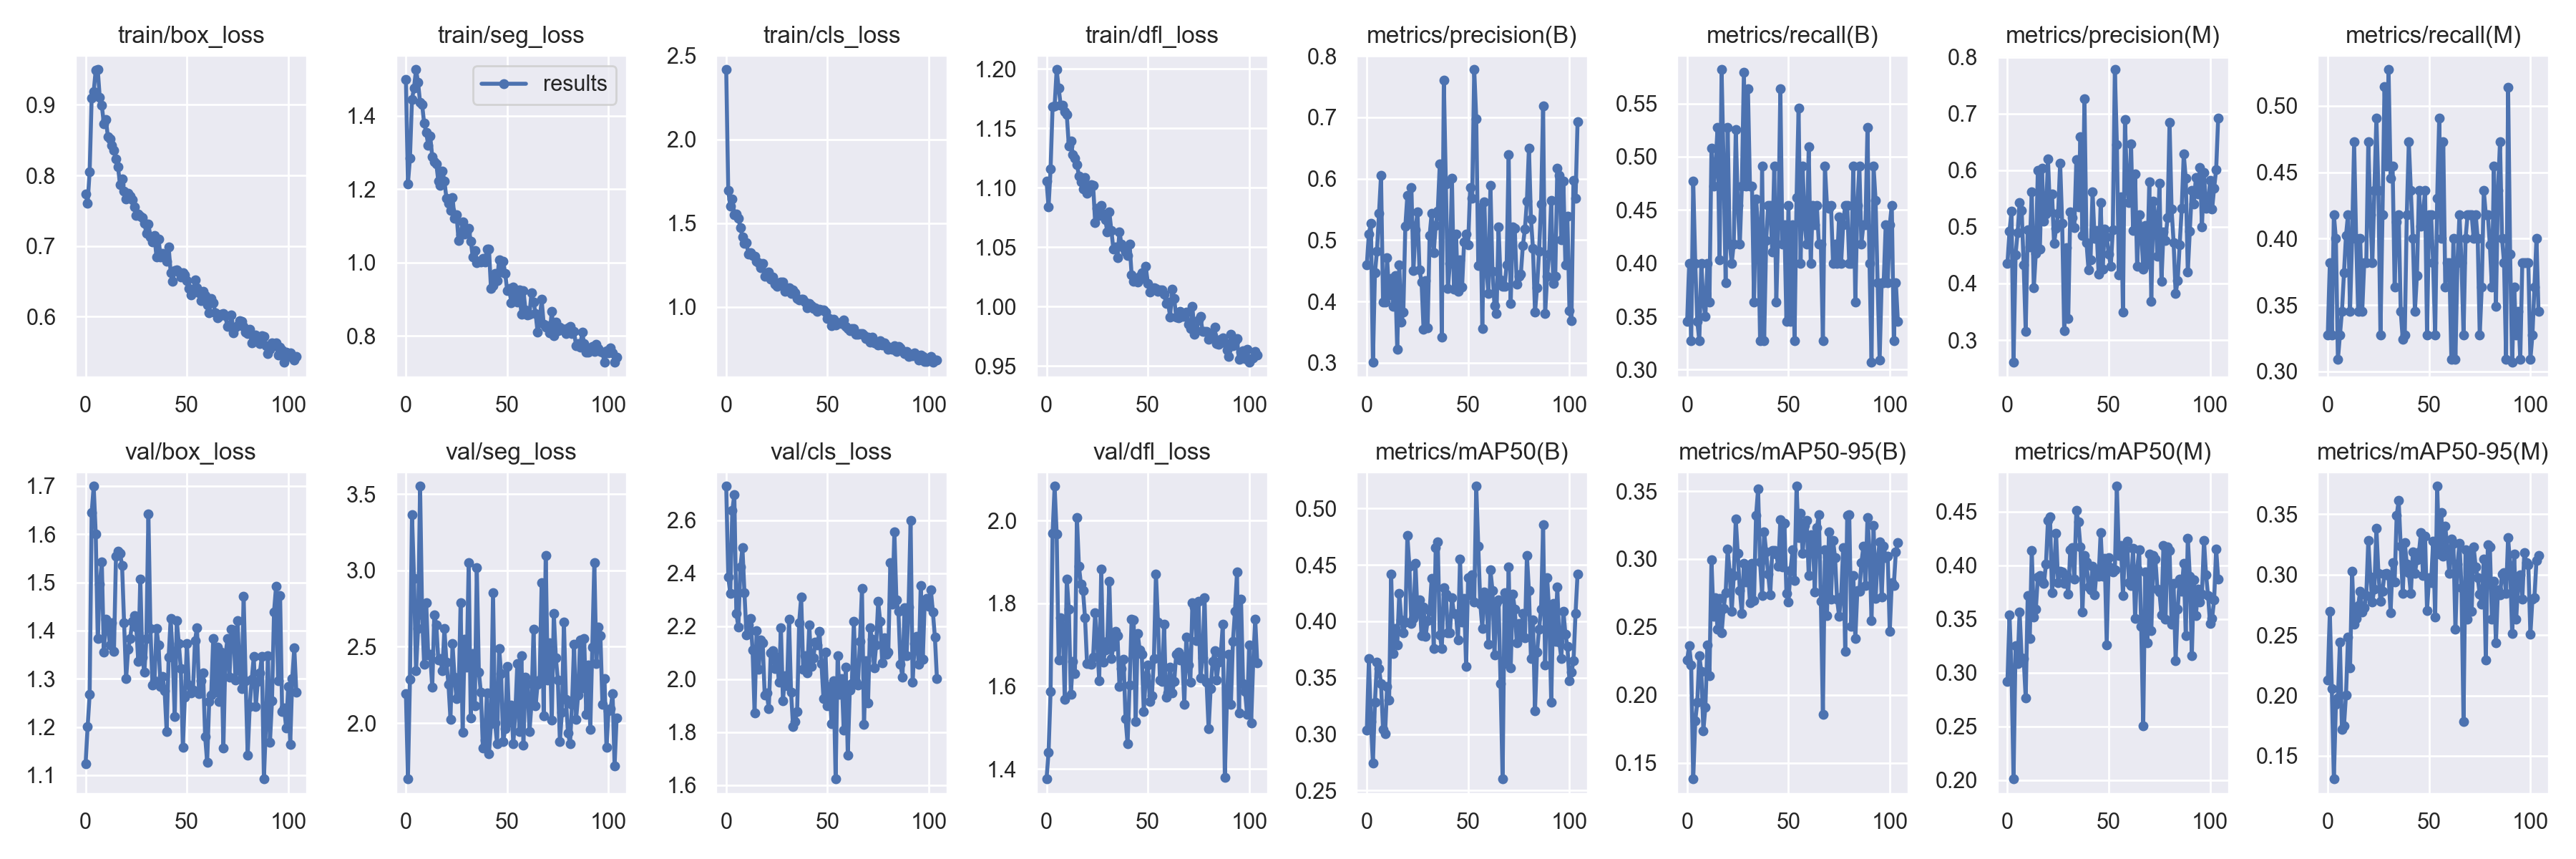 train/box_loss
0.9
0.8
0.7
0.6
0 50 100
train/seg_loss
results
1.4
1.2
1.0
0.8
0 50 100
train/cls_loss
2.5
2.0
1.5
1.0
0 50 100
train/dfl_loss
1.20
1.15
1.10
1.05
1.00
0.95
0 50 100
metrics/precision(B)
0.8
0.7
0.6
0.5
0.4
0.3
0 50 100
metrics/recall(B)
0.55
0.50
0.45
0.40
0.35
0.30
0 50 100
metrics/precision(M)
0.8
0.7
0.6
0.5
0.4
0.3
0 50 100
metrics/recall(M)
0.50
0.45
0.40
0.35
0.30
0 50 100
val/box_loss
1.7
1.6
1.5
1.4
1.3
1.2
1.1
0 50 100
val/seg_loss
3.5
3.0
2.5
2.0
0 50 100
val/cls_loss
2.6
2.4
2.2
2.0
1.8
1.6
0 50 100
val/dfl_loss
2.0
1.8
1.6
1.4
0 50 100
metrics/mAP50(B)
0.50
0.45
0.40
0.35
0.30
0.25
0 50 100
metrics/mAP50-95(B)
0.35
0.30
0.25
0.20
0.15
0 50 100
metrics/mAP50(M)
0.45
0.40
0.35
0.30
0.25
0.20
0 50 100
metrics/mAP50-95(M)
0.35
0.30
0.25
0.20
0.15
0 50 100